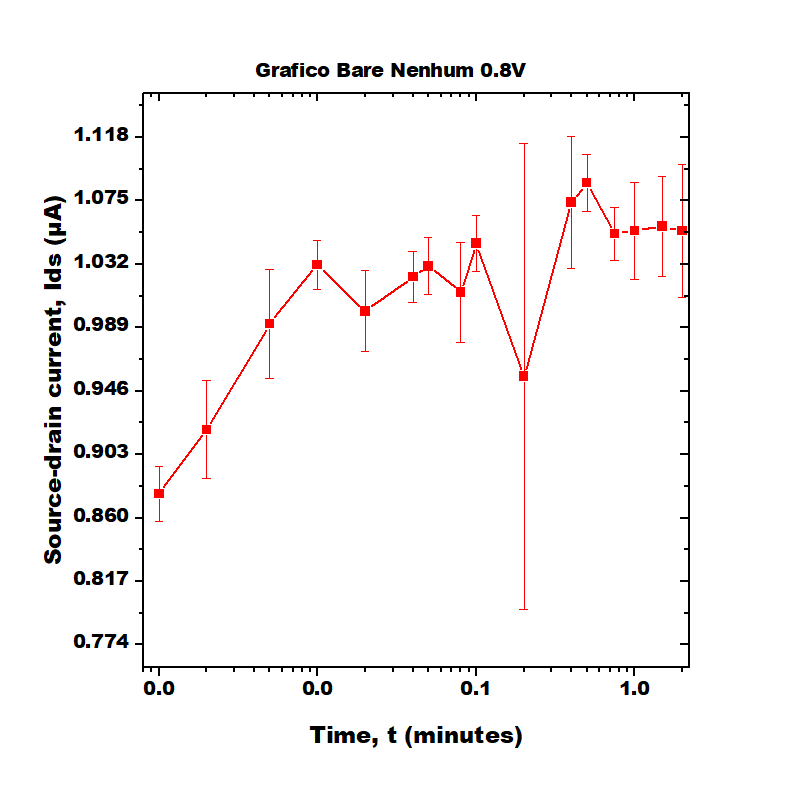 Grafico Bare Nenhum 0.8V
Source-drain current, Ids (µA)
1.118
1.075
1.032
0.989
0.946
0.903
0.860
0.817
0.774
0.0 0.0 0.1 1.0
Time, t (minutes)